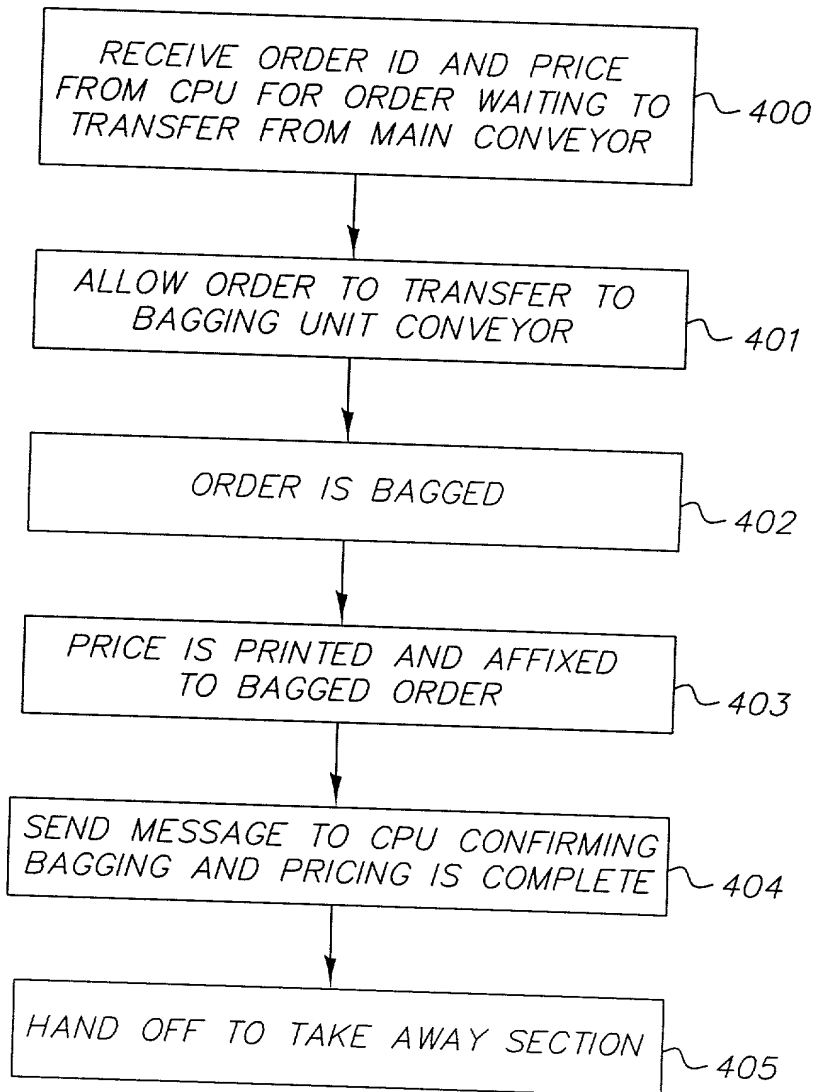 RECEIVE ORDER ID AND PRICE
FROM CPU FOR ORDER WAITING TO
TRANSFER FROM MAIN CONVEYOR
400
ALLOW ORDER TO TRANSFER TO
BAGGING UNIT CONVEYOR
401
ORDER IS BAGGED
402
PRICE IS PRINTED AND AFFIXED
TO BAGGED ORDER
403
SEND MESSAGE TO CPU CONFIRMING
BAGGING AND PRICING IS COMPLETE
404
HAND OFF TO TAKE AWAY SECTION
405